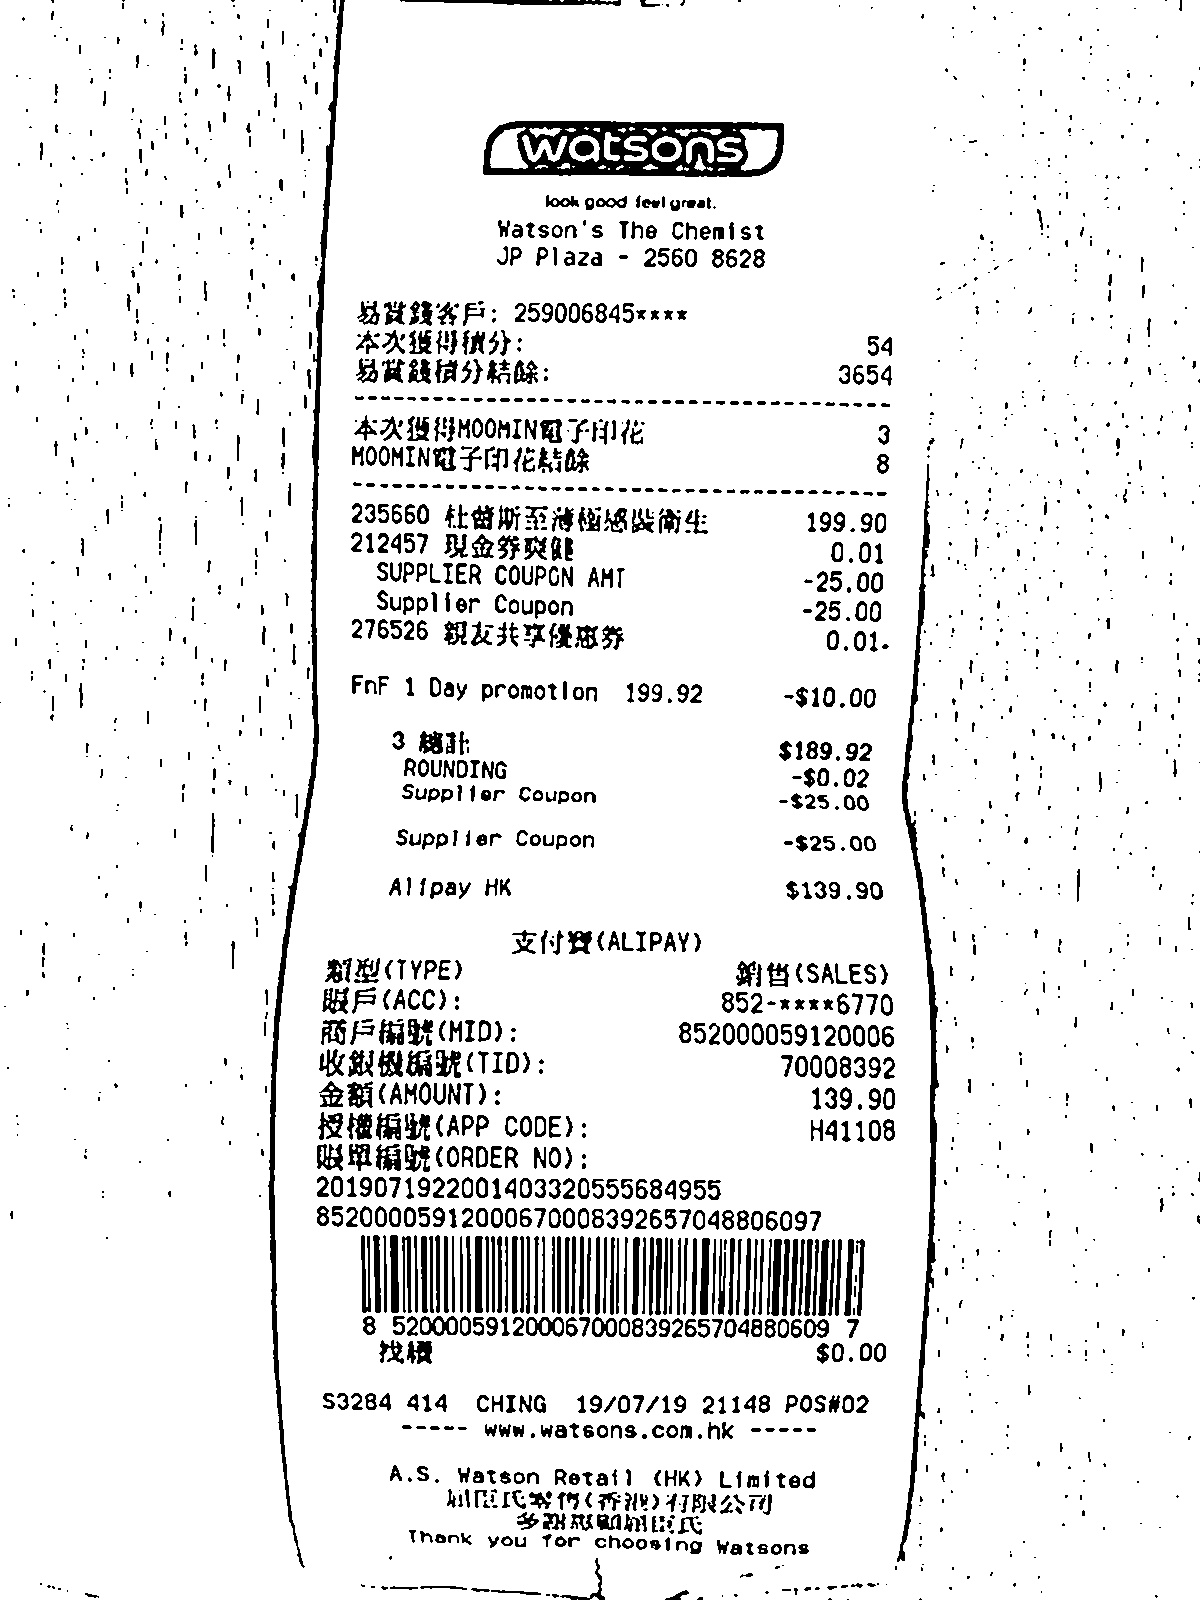 watsons
look good feel great.
Watson's The Chemist
JP Plaza - 2560 8628
易賞錢客戶: 259006845****
本次獲得積分: 54
易賞錢積分結餘: 3654
本次獲得MOOMIN電子印花 3
MOOMIN電子印花結餘 8
235660 杜蕾斯至薄極感裝衛生 199.90
212457 現金券爽健 0.01
SUPPLIER COUPON AMT -25.00
Supplier Coupon -25.00
276526 親友共享優惠券 0.01
FnF 1 Day promotion 199.92 -$10.00
3 總計 $189.92
ROUNDING -$0.02
Supplier Coupon -$25.00
Supplier Coupon -$25.00
Alipay HK $139.90
支付寶(ALIPAY)
類型(TYPE) 銷售(SALES)
賬戶(ACC): 852-****6770
商戶編號(MID): 852000059120006
收銀機編號(TID): 70008392
金額(AMOUNT): 139.90
授權編號(APP CODE): H41108
賬單編號(ORDER NO):
2019071922001403320555684955
85200005912000670008392657048806097
8 520000591200067000839265704880609 7
找續 $0.00
S3284 414 CHING 19/07/19 21148 POS#02
----- www.watsons.com.hk -----
A.S. Watson Retail (HK) Limited
屈臣氏零售(香港)有限公司
多謝惠顧屈臣氏
Thank you for choosing Watsons